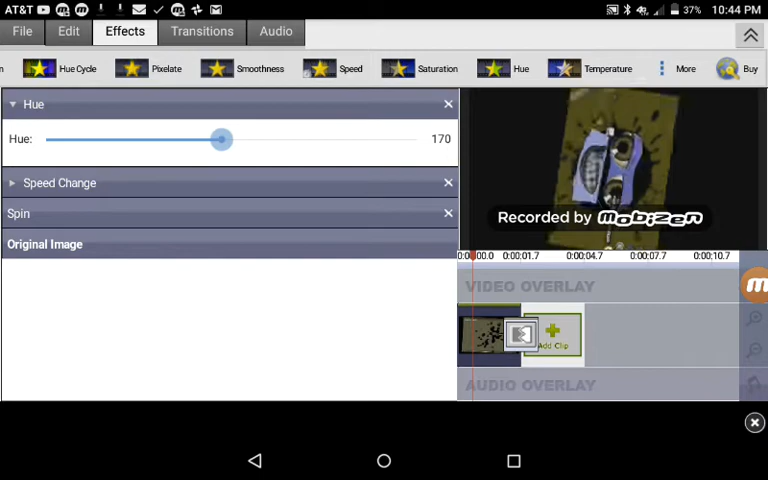 AT&T 37% 10:44 PM
File Edit Effects Transitions Audio
n Hue Cycle Pixelate Smoothness Speed Saturation Hue Temperature More Buy
Hue
Hue: 170
Speed Change
Spin
Original Image
Recorded by mobizen
0:00:00.0 0:00:01.7 0:00:04.7 0:00:07.7 0:00:10.7
VIDEO OVERLAY
Add Clip
AUDIO OVERLAY